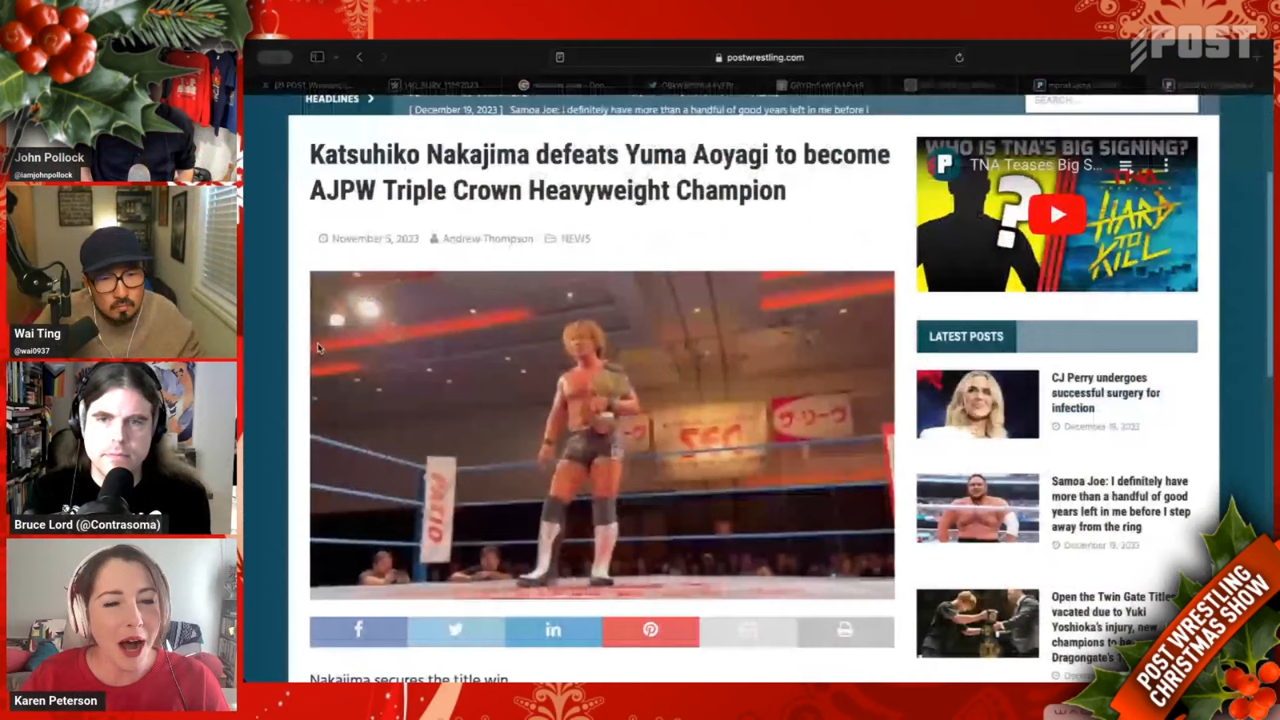 POST
postwrestling.com
HEADLINES
[ December 19, 2023 ] Samoa Joe: I definitely have more than a handful of good years left in me before I
SEARCH...
John Pollock
@iamjohnpollock
Wai Ting
@wai0937
Bruce Lord (@Contrasoma)
Karen Peterson
Katsuhiko Nakajima defeats Yuma Aoyagi to become
AJPW Triple Crown Heavyweight Champion
November 5, 2023 Andrew Thompson NEWS
PATIO
Nakajima secures the title win
WHO IS TNA'S BIG SIGNING?
TNA Teases Big S...
HARD
TO
KILL
LATEST POSTS
CJ Perry undergoes
successful surgery for
infection
Samoa Joe: I definitely have
more than a handful of good
years left in me before I step
away from the ring
December 19, 2023
Open the Twin Gate Titles
vacated due to Yuki
Yoshioka's injury, new
champions to be
Dragongate's
POST WRESTLING
CHRISTMAS SHOW